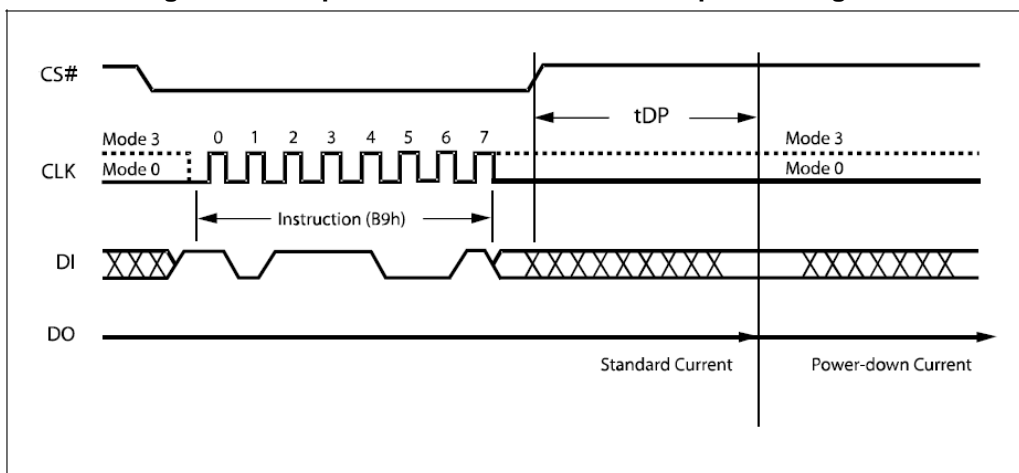 CS#
tDP
Mode 3
0 1 2 3 4 5 6 7
Mode 3
CLK
Mode 0
Mode 0
Instruction (B9h)
DI
DO
Standard Current
Power-down Current